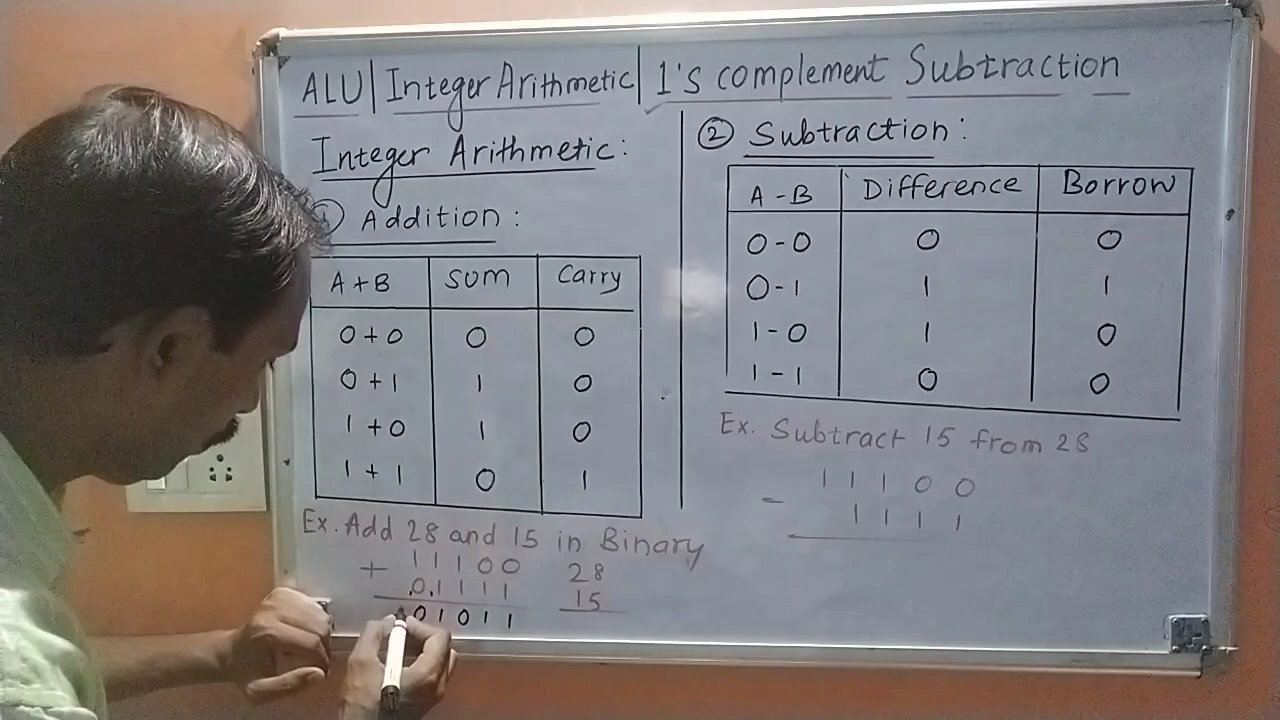 ALU | Integer Arithmetic | 1's complement Subtraction
Integer Arithmetic:
① Addition:
A+B Sum Carry
0+0 0 0
0+1 1 0
1+0 1 0
1+1 0 1
Ex. Add 28 and 15 in Binary
+ 11100 28
01111 15
01011
② Subtraction:
A-B Difference Borrow
0-0 0 0
0-1 1 1
1-0 1 0
1-1 0 0
Ex. Subtract 15 from 28
11100
- 1111